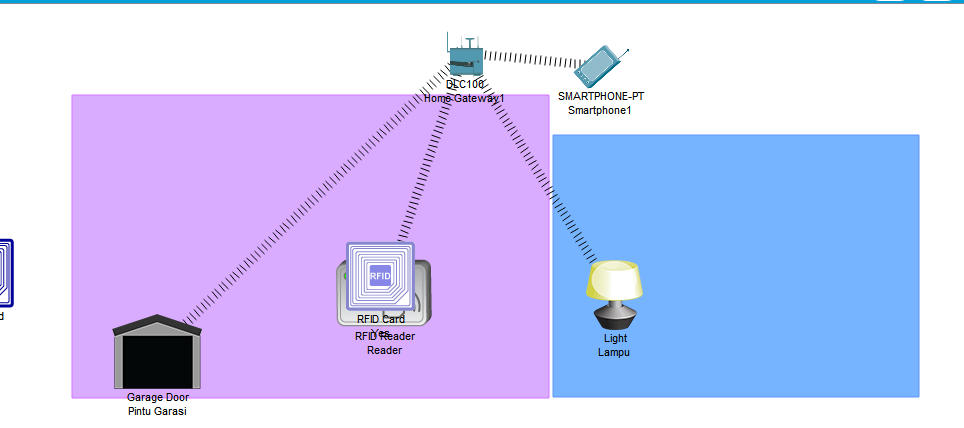 DLC100
Home Gateway1
SMARTPHONE-PT
Smartphone1
RFID
RFID Card
Yes
RFID Reader
Reader
Light
Lampu
Garage Door
Pintu Garasi
d